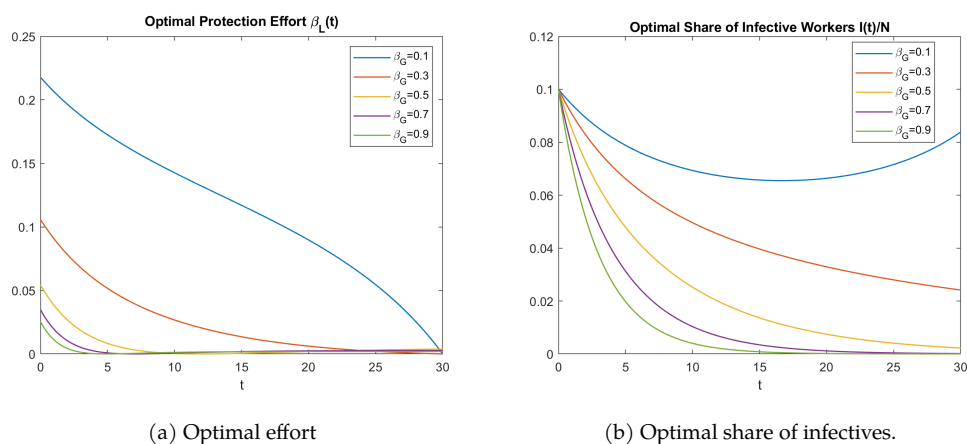 Optimal Protection Effort β_L(t)
0.25
0.2
0.15
0.1
0.05
0
0 5 10 15 20 25 30
t
β_G=0.1
β_G=0.3
β_G=0.5
β_G=0.7
β_G=0.9
(a) Optimal effort
Optimal Share of Infective Workers I(t)/N
0.12
0.1
0.08
0.06
0.04
0.02
0
0 5 10 15 20 25 30
t
β_G=0.1
β_G=0.3
β_G=0.5
β_G=0.7
β_G=0.9
(b) Optimal share of infectives.